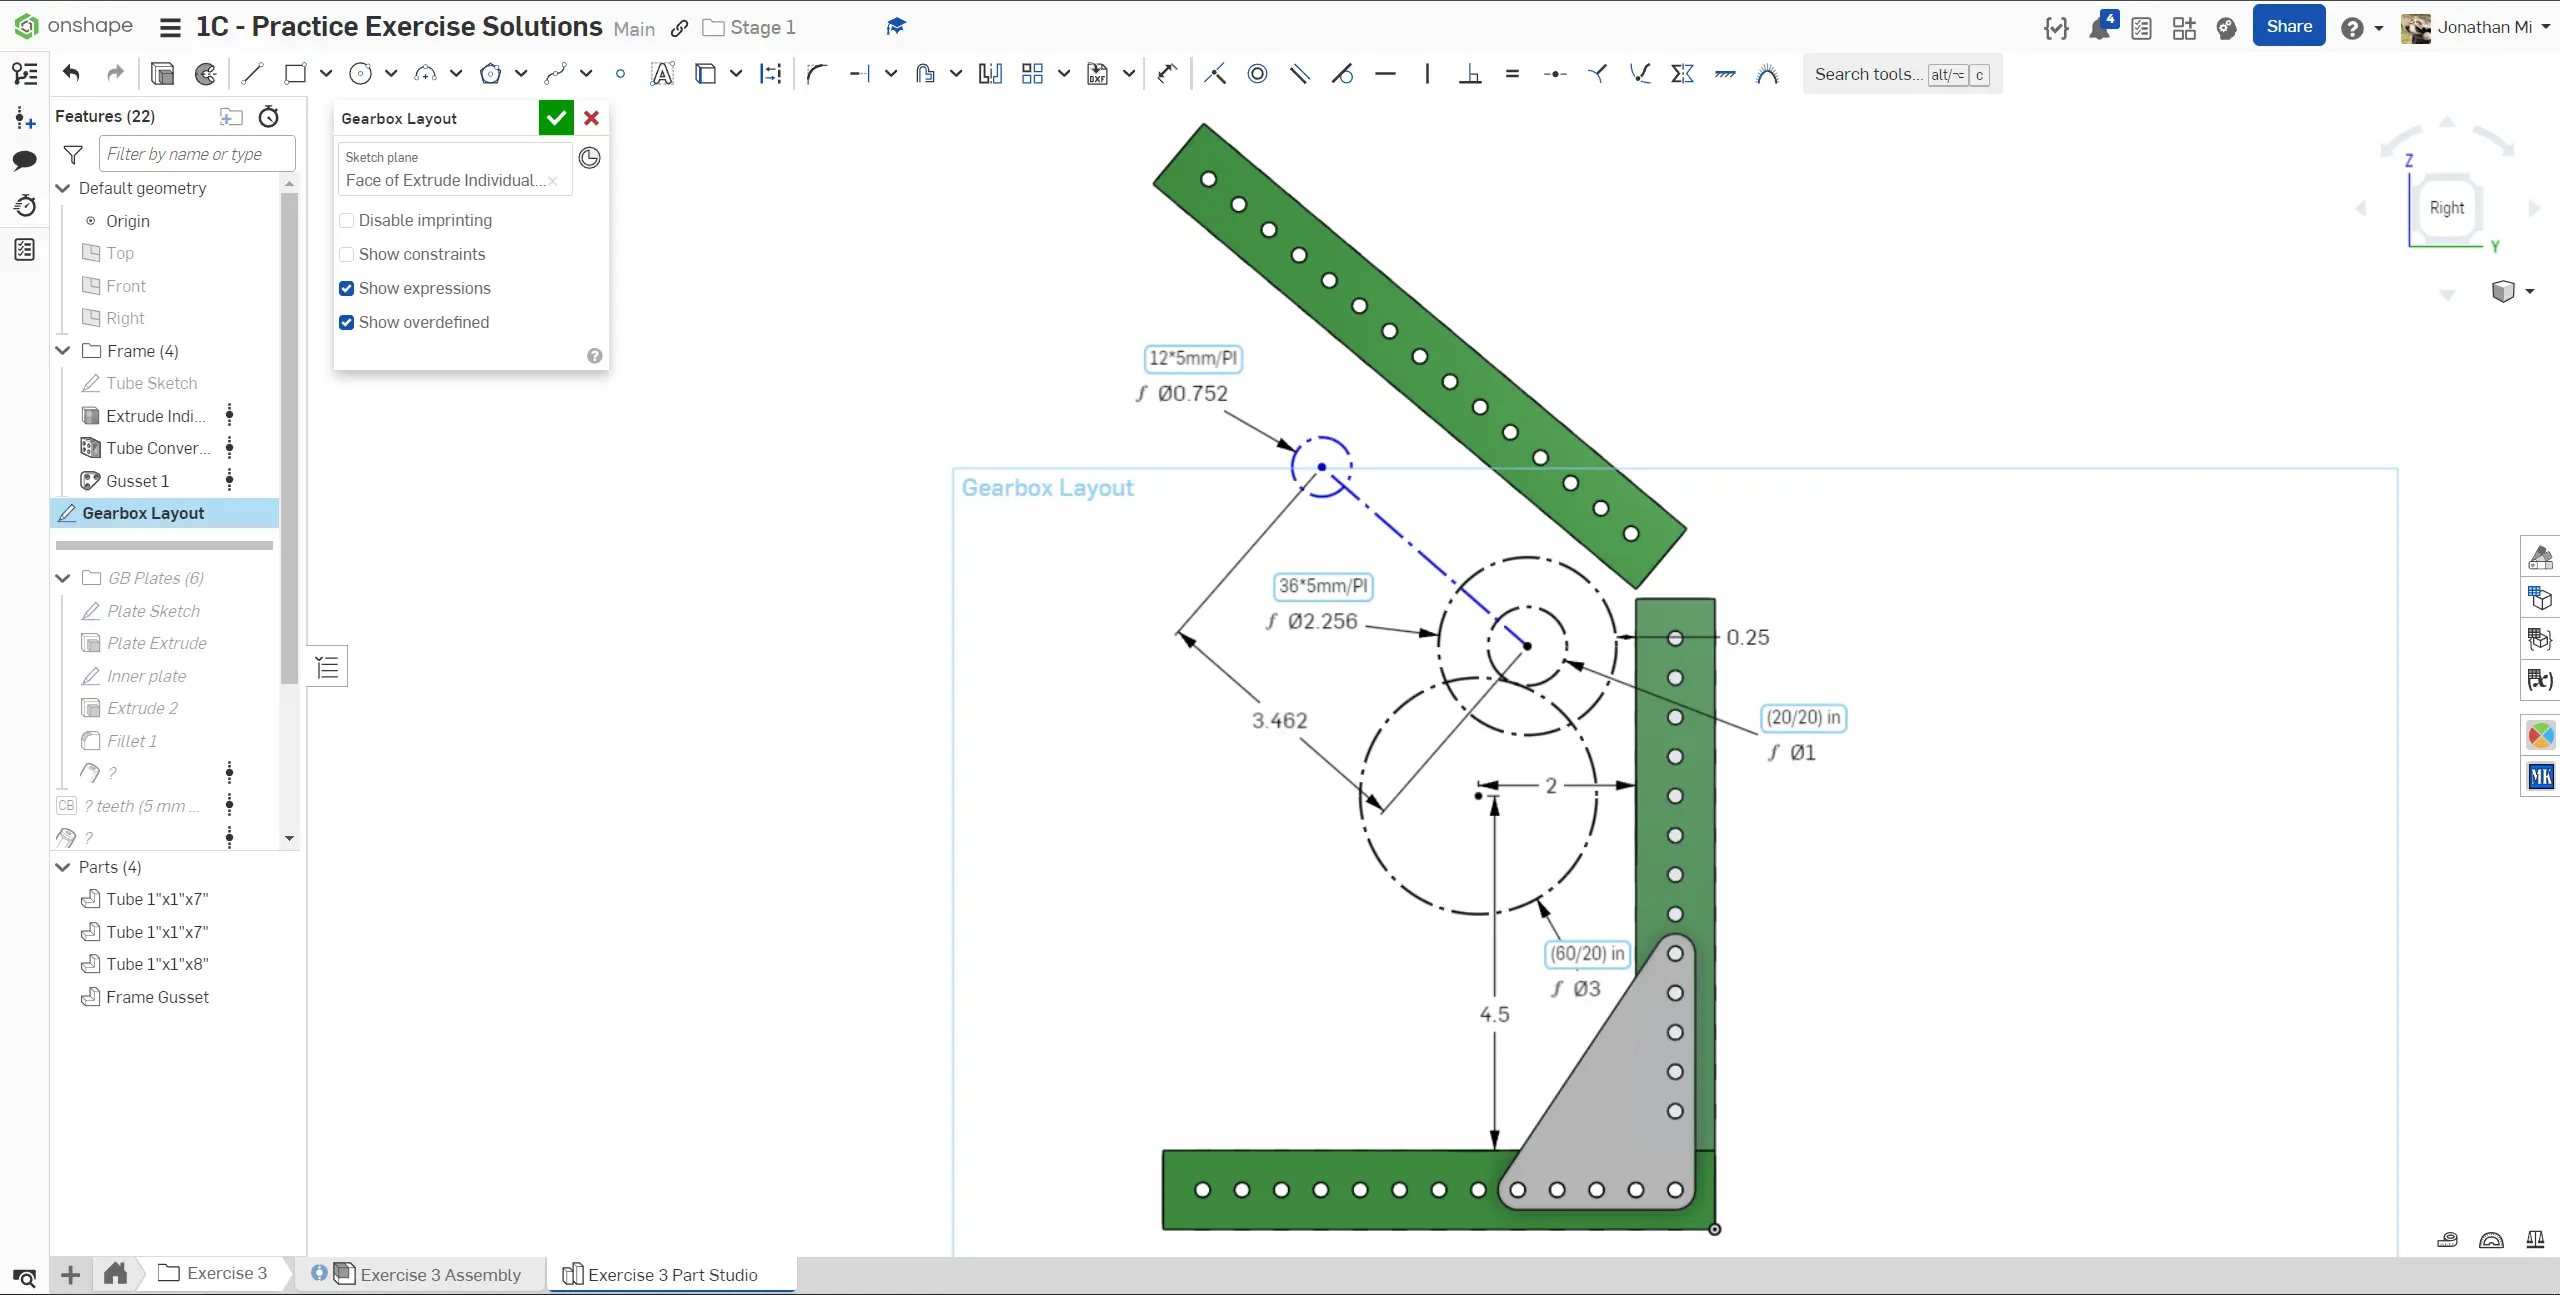 onshape
1C - Practice Exercise Solutions Main Stage 1
4
Share
Jonathan Mi
Search tools... alt/⌥ c
Features (22)
Filter by name or type
Default geometry
Origin
Top
Front
Right
Frame (4)
Tube Sketch
Extrude Indi...
Tube Conver...
Gusset 1
Gearbox Layout
GB Plates (6)
Plate Sketch
Plate Extrude
Inner plate
Extrude 2
Fillet 1
?
CB ? teeth (5 mm ...
?
Parts (4)
Tube 1"x1"x7"
Tube 1"x1"x7"
Tube 1"x1"x8"
Frame Gusset
Gearbox Layout
Sketch plane
Face of Extrude Individual...
Disable imprinting
Show constraints
Show expressions
Show overdefined
12*5mm/PI
f Ø0.752
Gearbox Layout
36*5mm/PI
f Ø2.256
0.25
3.462
(20/20) in
f Ø1
2
(60/20) in
f Ø3
4.5
Z
Right
Y
MK
Exercise 3
Exercise 3 Assembly
Exercise 3 Part Studio